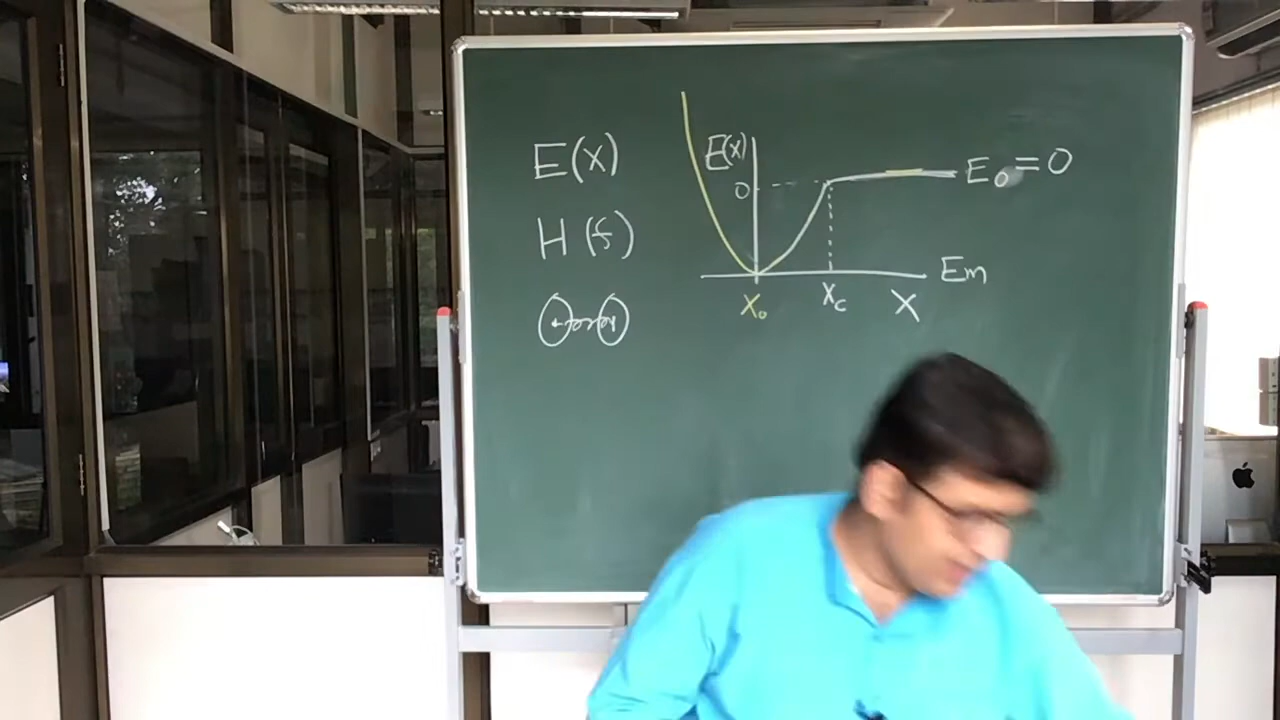 E(x)
H(f)
E(x)
0
E₀=0
Em
x₀
x꜀
X